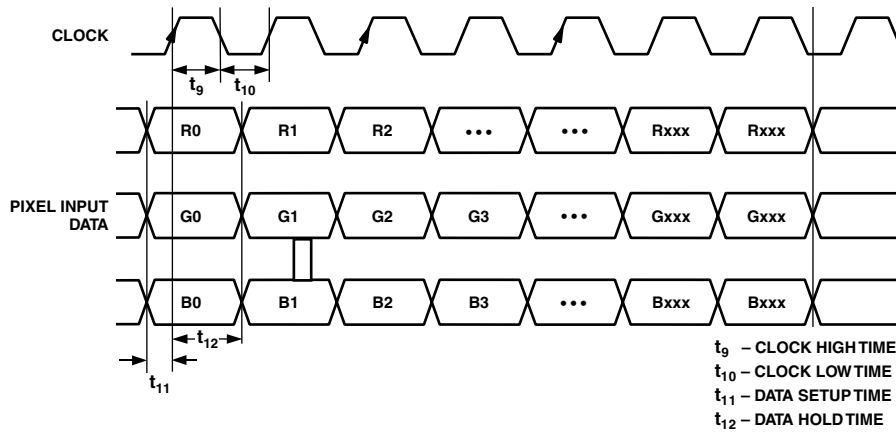 CLOCK
t9 t10
R0 R1 R2 ••• ••• Rxxx Rxxx
PIXEL INPUT
DATA
G0 G1 G2 G3 ••• Gxxx Gxxx
B0 B1 B2 B3 ••• Bxxx Bxxx
t12
t11
t9 – CLOCK HIGH TIME
t10 – CLOCK LOW TIME
t11 – DATA SETUP TIME
t12 – DATA HOLD TIME